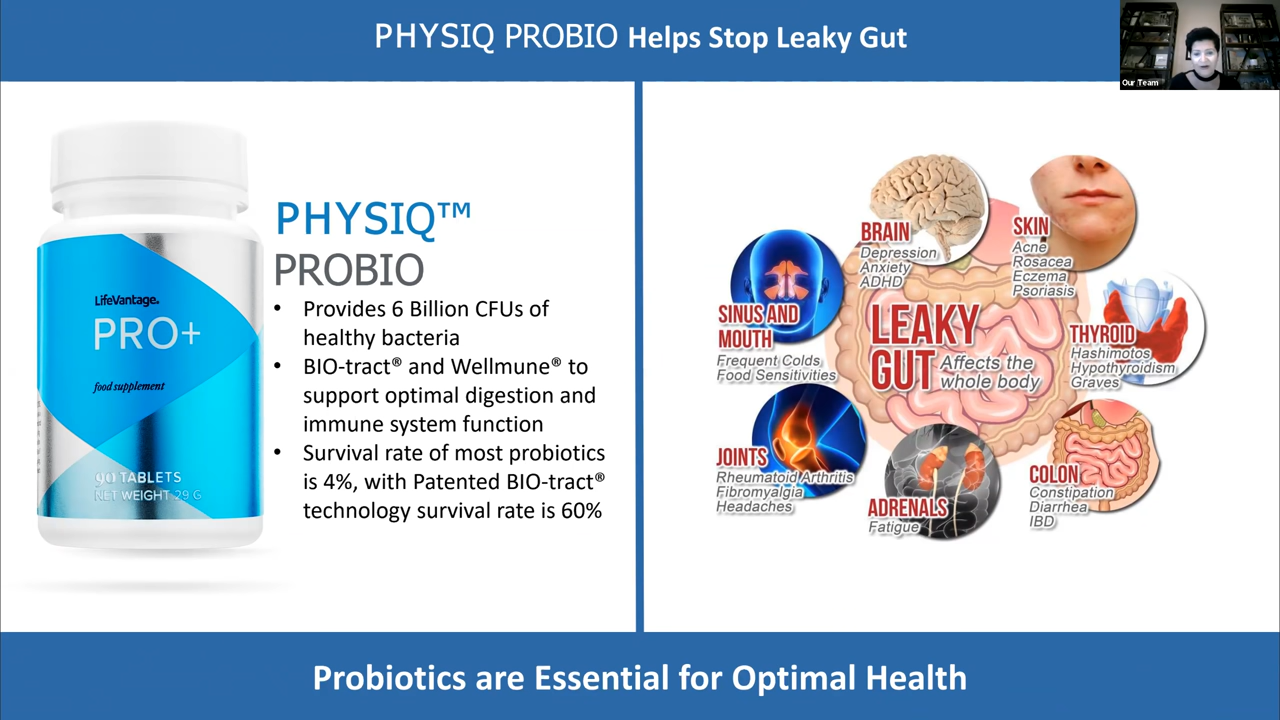 PHYSIQ PROBIO Helps Stop Leaky Gut
Our Team
LifeVantage®
PRO+
food supplement
90 TABLETS
NET WEIGHT 29 G
PHYSIQ™
PROBIO
• Provides 6 Billion CFUs of
healthy bacteria
• BIO-tract® and Wellmune® to
support optimal digestion and
immune system function
• Survival rate of most probiotics
is 4%, with Patented BIO-tract®
technology survival rate is 60%
BRAIN
Depression
Anxiety
ADHD
SKIN
Acne
Rosacea
Eczema
Psoriasis
SINUS AND
MOUTH
Frequent Colds
Food Sensitivities
LEAKY
GUT Affects the
whole body
THYROID
Hashimotos
Hypothyroidism
Graves
JOINTS
Rheumatoid Arthritis
Fibromyalgia
Headaches
ADRENALS
Fatigue
COLON
Constipation
Diarrhea
IBD
Probiotics are Essential for Optimal Health